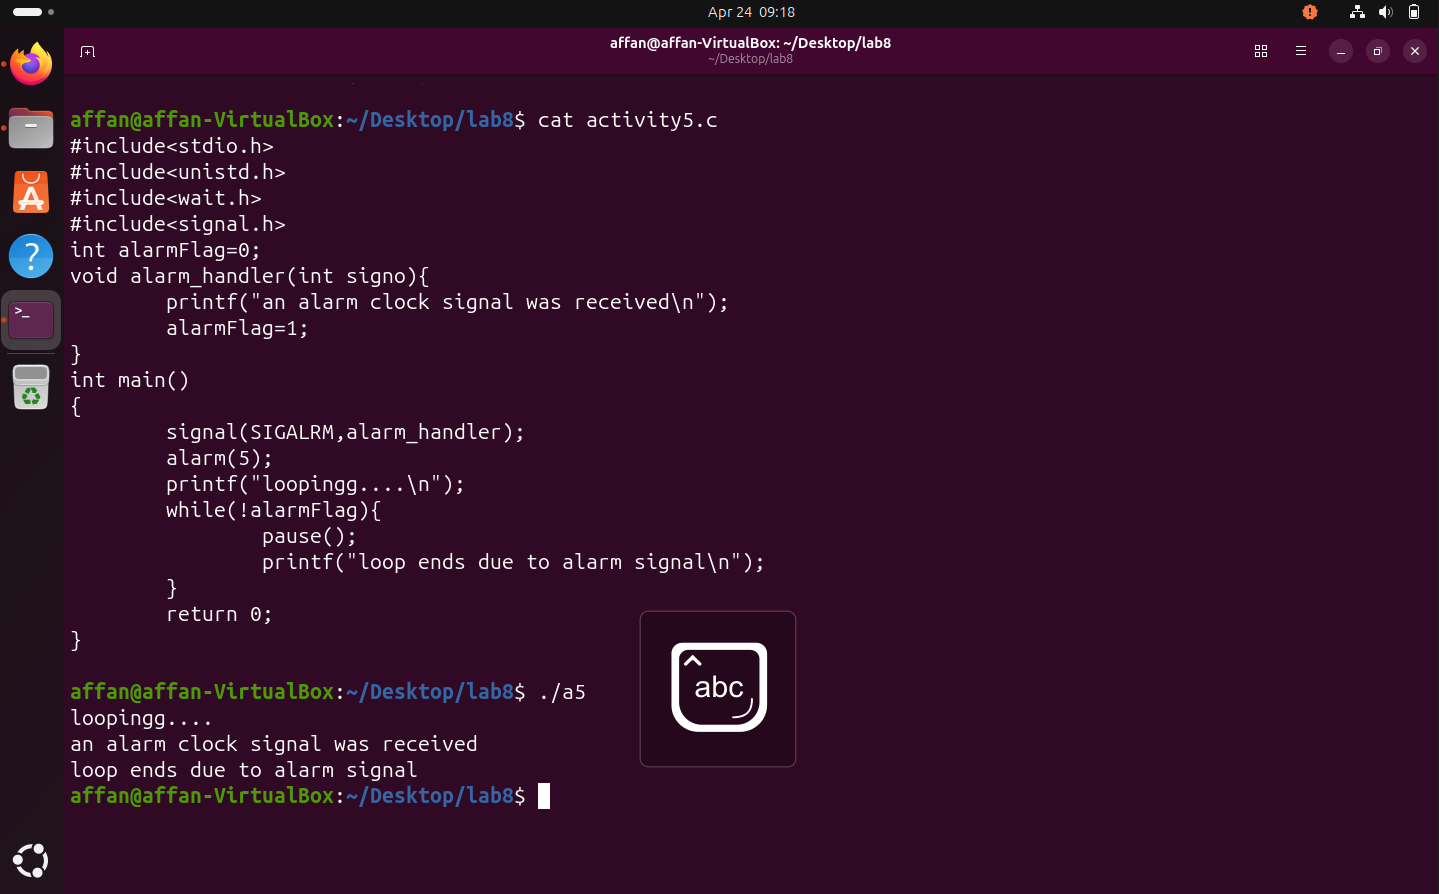 Apr 24 09:18
affan@affan-VirtualBox: ~/Desktop/lab8
~/Desktop/lab8
affan@affan-VirtualBox:~/Desktop/lab8$ cat activity5.c
#include<stdio.h>
#include<unistd.h>
#include<wait.h>
#include<signal.h>
int alarmFlag=0;
void alarm_handler(int signo){
        printf("an alarm clock signal was received\n");
        alarmFlag=1;
}
int main()
{
        signal(SIGALRM,alarm_handler);
        alarm(5);
        printf("loopingg....\n");
        while(!alarmFlag){
                pause();
                printf("loop ends due to alarm signal\n");
        }
        return 0;
}
affan@affan-VirtualBox:~/Desktop/lab8$ ./a5
loopingg....
an alarm clock signal was received
loop ends due to alarm signal
affan@affan-VirtualBox:~/Desktop/lab8$
abc